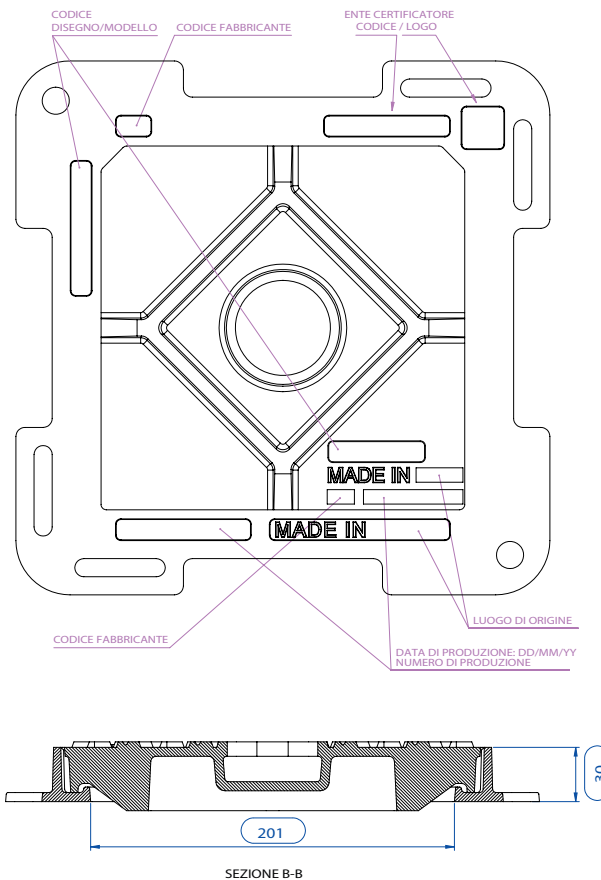 CODICE
DISEGNO/MODELLO
CODICE FABBRICANTE
ENTE CERTIFICATORE
CODICE / LOGO
MADE IN
MADE IN
LUOGO DI ORIGINE
CODICE FABBRICANTE
DATA DI PRODUZIONE: DD/MM/YY
NUMERO DI PRODUZIONE
201
SEZIONE B-B